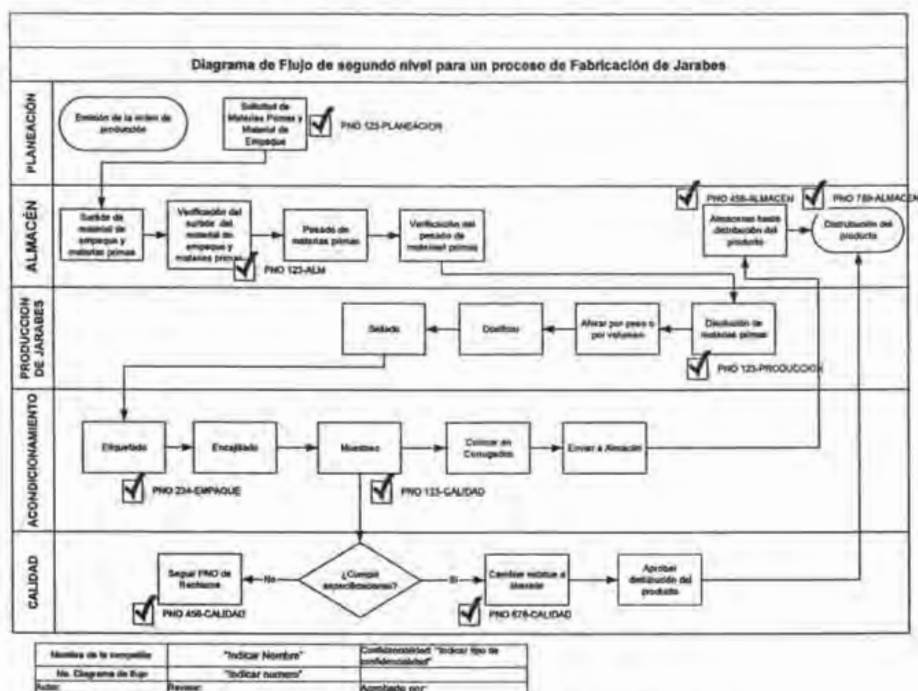 Diagrama de Flujo de segundo nivel para un proceso de Fabricación de Jarabes
PLANEACIÓN
Emisión de la orden de
producción
Solicitud de
Materias Primas y
Material de
Empaque
PNO 123-PLANEACION
ALMACÉN
Surtido de
material de
empaque y
materias primas
Verificación del
surtido del
material de
empaque y
materias primas
PNO 123-ALM
Pesado de
materias primas
Verificación del
pesado de
materias primas
PNO 456-ALMACEN
Almacenaje hasta
distribución del
producto
PNO 789-ALMACEN
Distribución del
producto
PRODUCCION
DE JARABES
Sellado
Dosificar
Aforar por peso o
por volumen
Disolución de
materias primas
PNO 123-PRODUCCION
ACONDICIONAMIENTO
Etiquetado
Encajillado
Muestreo
Colocar en
Corrugados
Enviar a Almacén
PNO 234-EMPAQUE
PNO 123-CALIDAD
CALIDAD
Seguir PNO de
Rechazos
No
¿Cumple
especificaciones?
Si
Cambiar estatus a
liberado
Aprobar
distribución del
producto
PNO 456-CALIDAD
PNO 678-CALIDAD
Nombre de la compañía
"Indicar Nombre"
Confidencialidad "Indicar tipo de
confidencialidad"
No. Diagrama de flujo
"Indicar numero"
Autor:
Revisor:
Aprobado por: